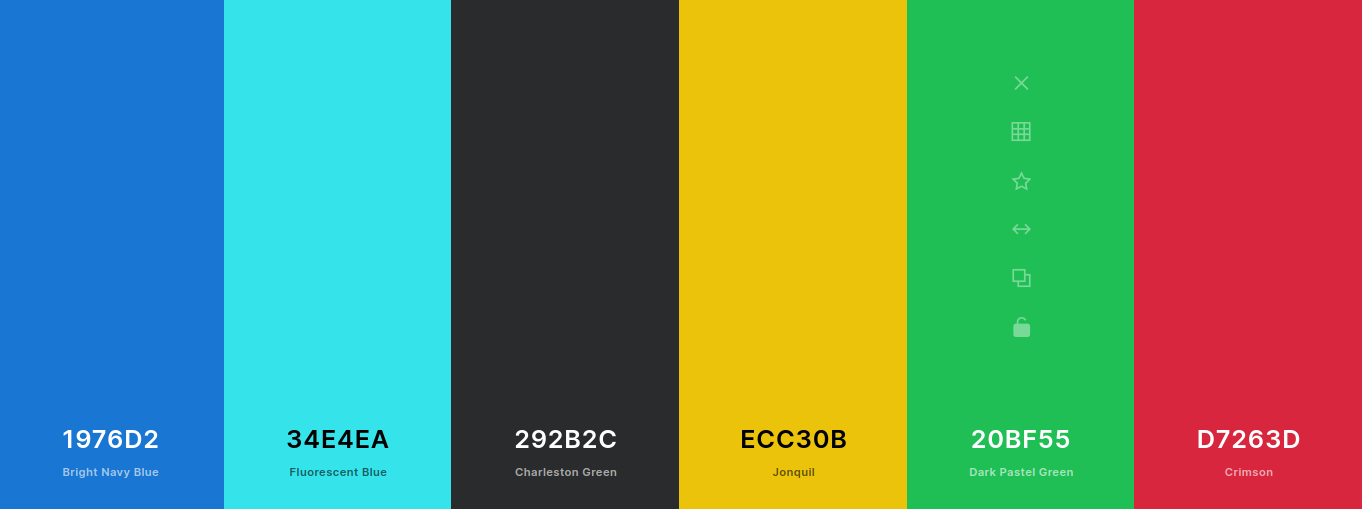 1976D2
Bright Navy Blue
34E4EA
Fluorescent Blue
292B2C
Charleston Green
ECC30B
Jonquil
20BF55
Dark Pastel Green
D7263D
Crimson